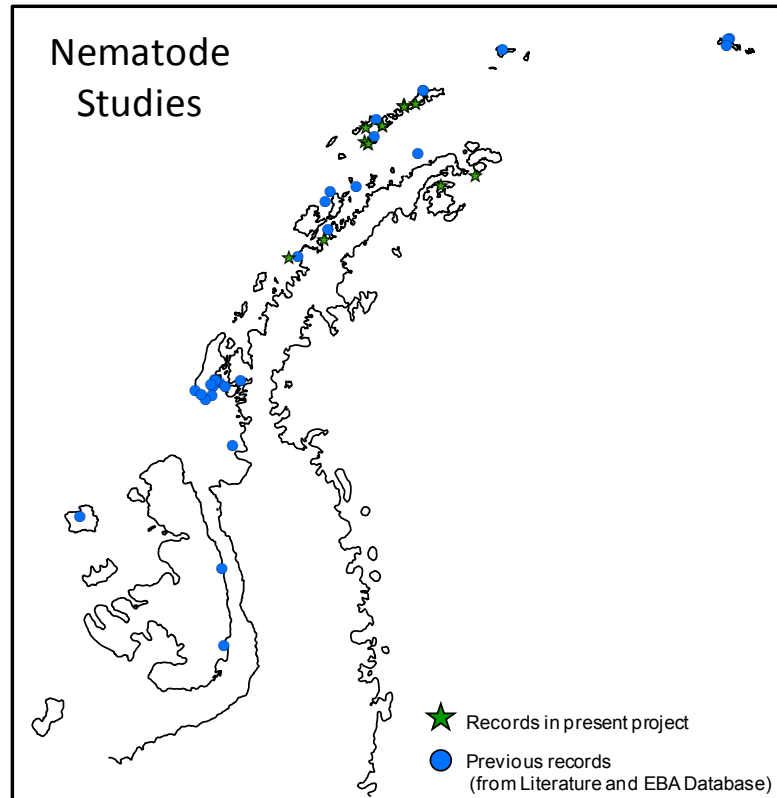 Nematode
Studies
Records in present project
Previous records
(from Literature and EBA Database)